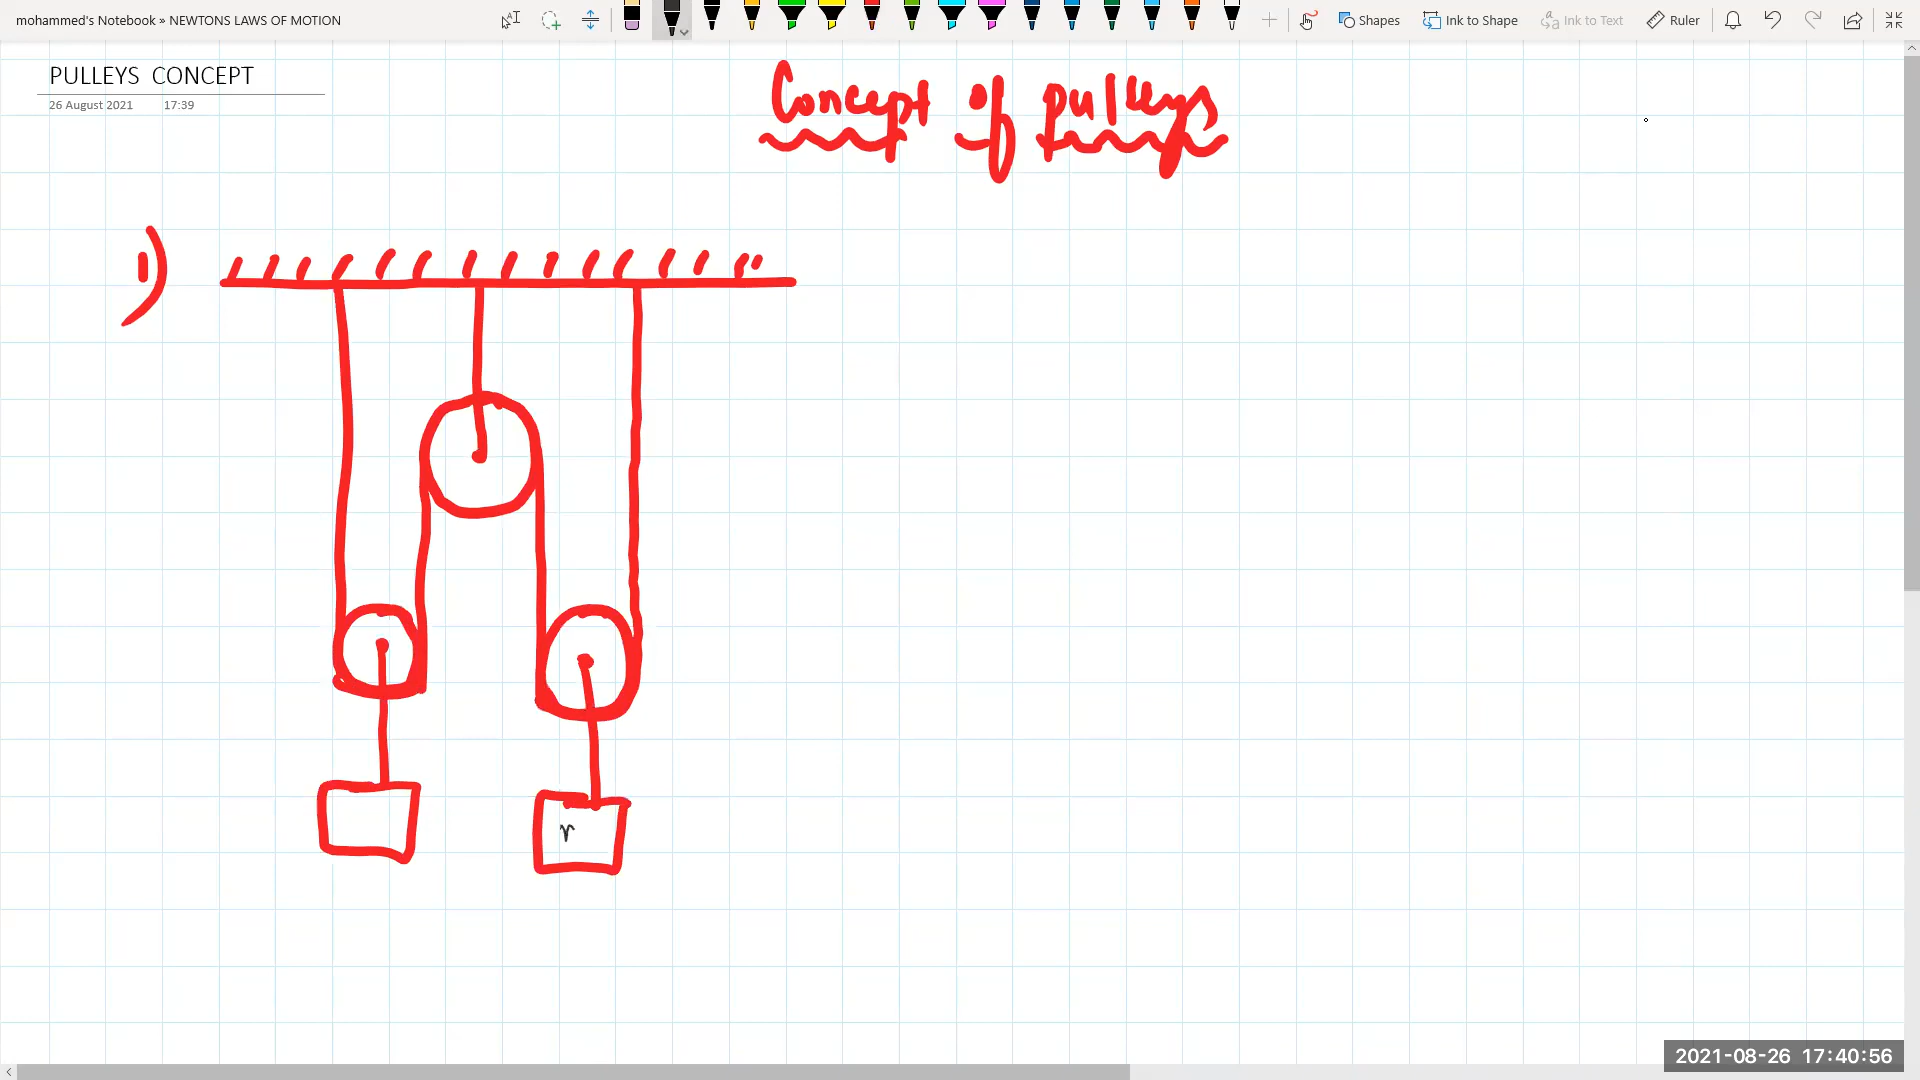 mohammed's Notebook » NEWTONS LAWS OF MOTION
Shapes
Ink to Shape
Ink to Text
Ruler
PULLEYS CONCEPT
26 August 2021 17:39
Concept of pulleys
1)
r
2021-08-26 17:40:56